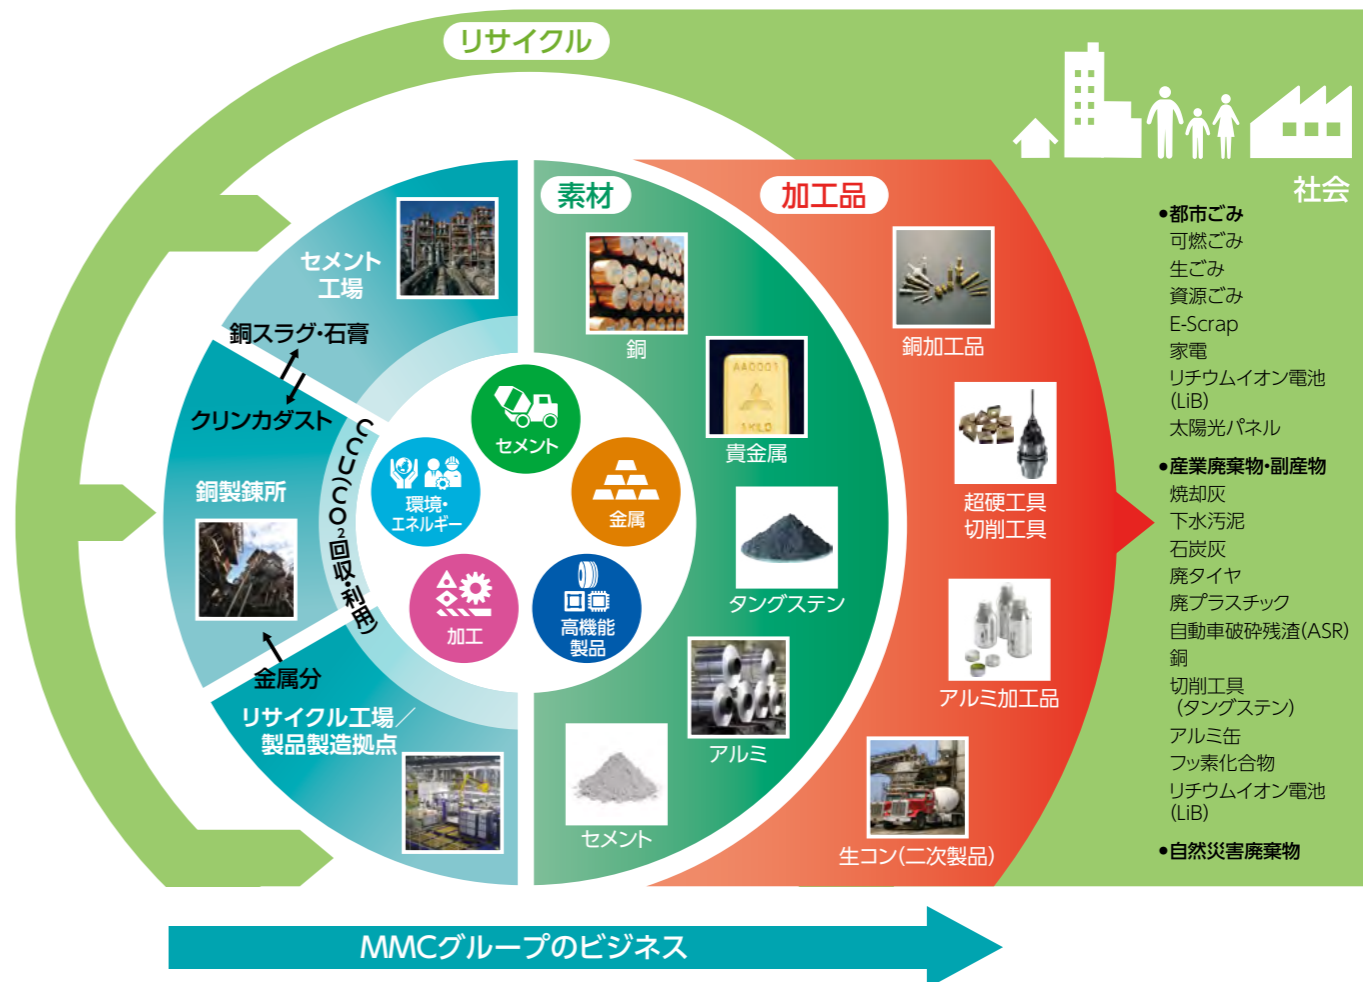 リサイクル
社会
素材
加工品
セメント
工場
銅スラグ・石膏
クリンカダスト
銅製錬所
金属分
リサイクル工場／
製品製造拠点
CCU(CO₂回収・利用)
セメント
環境・
エネルギー
金属
加工
高機能
製品
銅
AA0001
1KILO
貴金属
タングステン
アルミ
セメント
銅加工品
超硬工具
切削工具
アルミ加工品
生コン(二次製品)
•都市ごみ
可燃ごみ
生ごみ
資源ごみ
E-Scrap
家電
リチウムイオン電池
(LiB)
太陽光パネル
•産業廃棄物・副産物
焼却灰
下水汚泥
石炭灰
廃タイヤ
廃プラスチック
自動車破砕残渣(ASR)
銅
切削工具
(タングステン)
アルミ缶
フッ素化合物
リチウムイオン電池
(LiB)
•自然災害廃棄物
MMCグループのビジネス